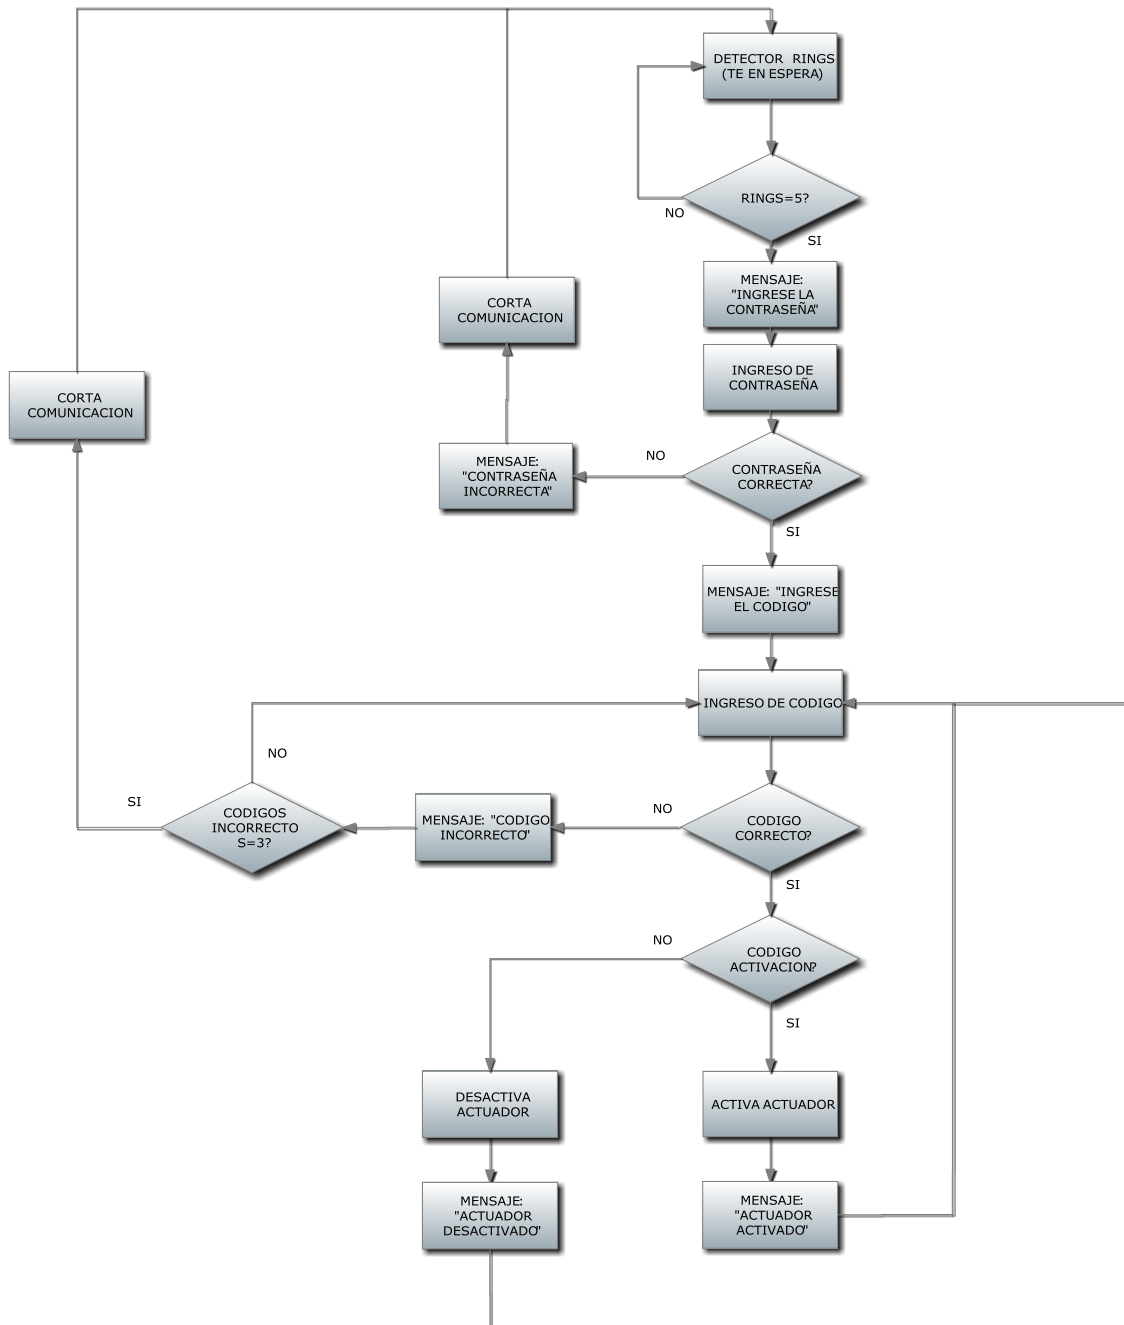 DETECTOR RINGS
(TE EN ESPERA)
RINGS=5?
NO
SI
MENSAJE:
"INGRESE LA
CONTRASEÑA"
CORTA
COMUNICACION
INGRESO DE
CONTRASEÑA
CORTA
COMUNICACION
MENSAJE:
"CONTRASEÑA
INCORRECTA"
NO
CONTRASEÑA
CORRECTA?
SI
MENSAJE: "INGRESE
EL CODIGO"
INGRESO DE CODIGO
NO
SI
CODIGOS
INCORRECTO
S=3?
MENSAJE: "CODIGO
INCORRECTO"
NO
CODIGO
CORRECTO?
SI
NO
CODIGO
ACTIVACION?
SI
DESACTIVA
ACTUADOR
ACTIVA ACTUADOR
MENSAJE:
"ACTUADOR
DESACTIVADO"
MENSAJE:
"ACTUADOR
ACTIVADO"